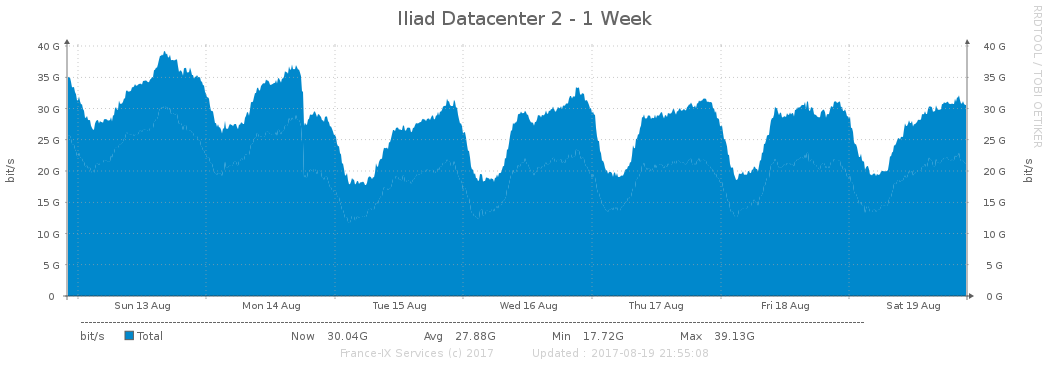 Iliad Datacenter 2 - 1 Week
RRDTOOL / TOBI OETIKER
bit/s
40 G
35 G
30 G
25 G
20 G
15 G
10 G
5 G
0
40 G
35 G
30 G
25 G
20 G
15 G
10 G
5 G
0 G
bit/s
Sun 13 Aug Mon 14 Aug Tue 15 Aug Wed 16 Aug Thu 17 Aug Fri 18 Aug Sat 19 Aug
bit/s Total Now 30.04G Avg 27.88G Min 17.72G Max 39.13G
France-IX Services (c) 2017 Updated : 2017-08-19 21:55:08